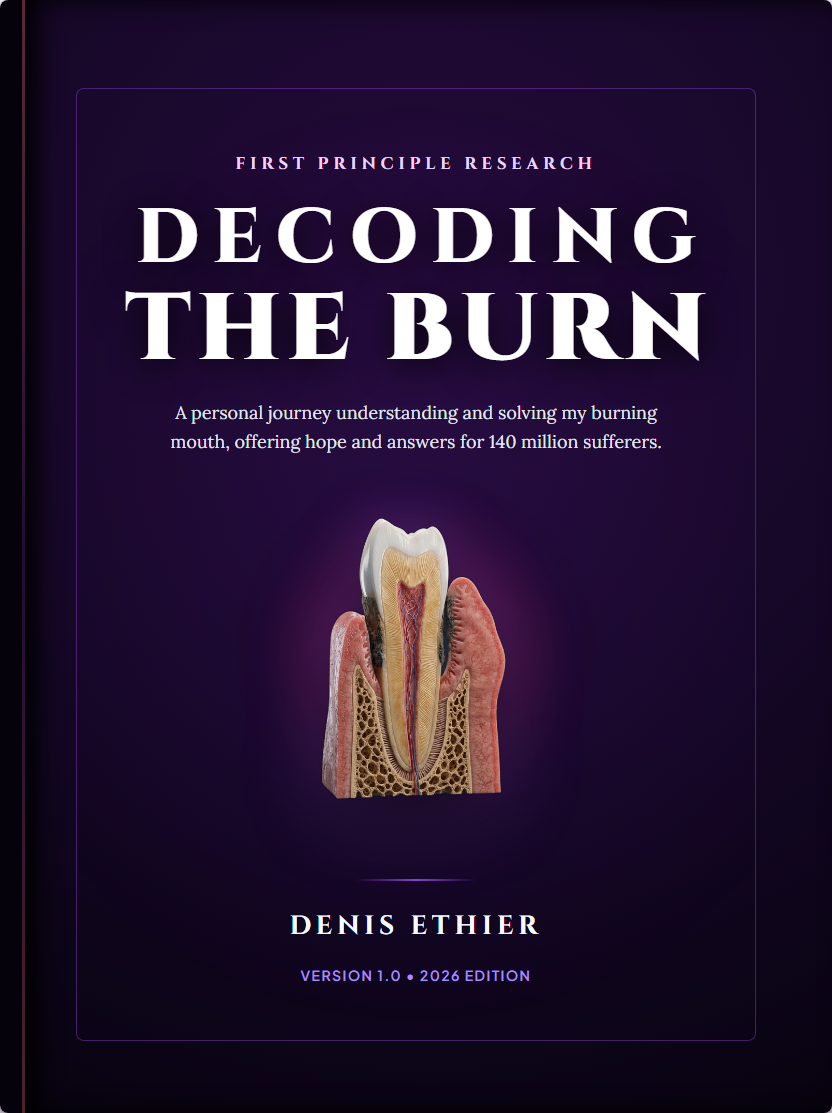 FIRST PRINCIPLE RESEARCH
DECODING
THE BURN
A personal journey understanding and solving my burning
mouth, offering hope and answers for 140 million sufferers.
DENIS ETHIER
VERSION 1.0 • 2026 EDITION